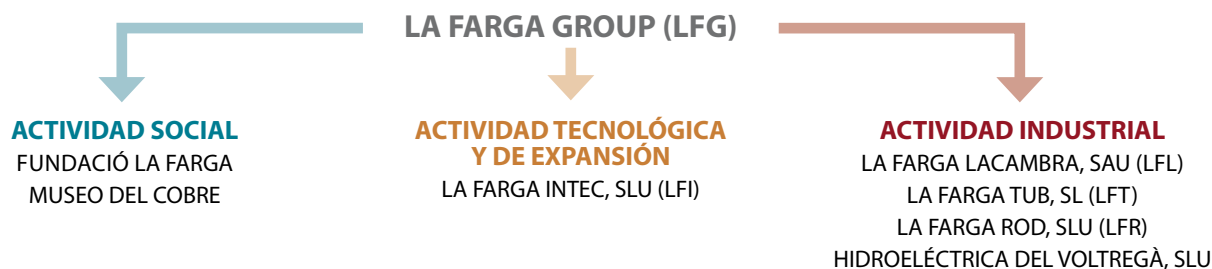 LA FARGA GROUP (LFG)
ACTIVIDAD SOCIAL
FUNDACIÓ LA FARGA
MUSEO DEL COBRE
ACTIVIDAD TECNOLÓGICA
Y DE EXPANSIÓN
LA FARGA INTEC, SLU (LFI)
ACTIVIDAD INDUSTRIAL
LA FARGA LACAMBRA, SAU (LFL)
LA FARGA TUB, SL (LFT)
LA FARGA ROD, SLU (LFR)
HIDROELÉCTRICA DEL VOLTREGÀ, SLU